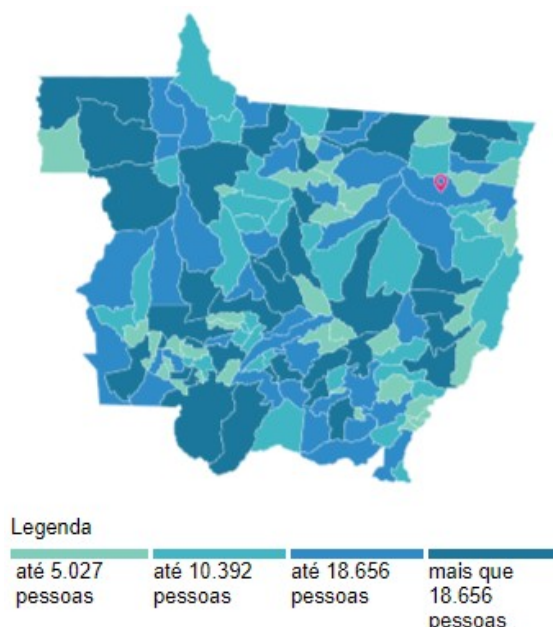 Legenda
até 5.027 pessoas
até 10.392 pessoas
até 18.656 pessoas
mais que 18.656 pessoas